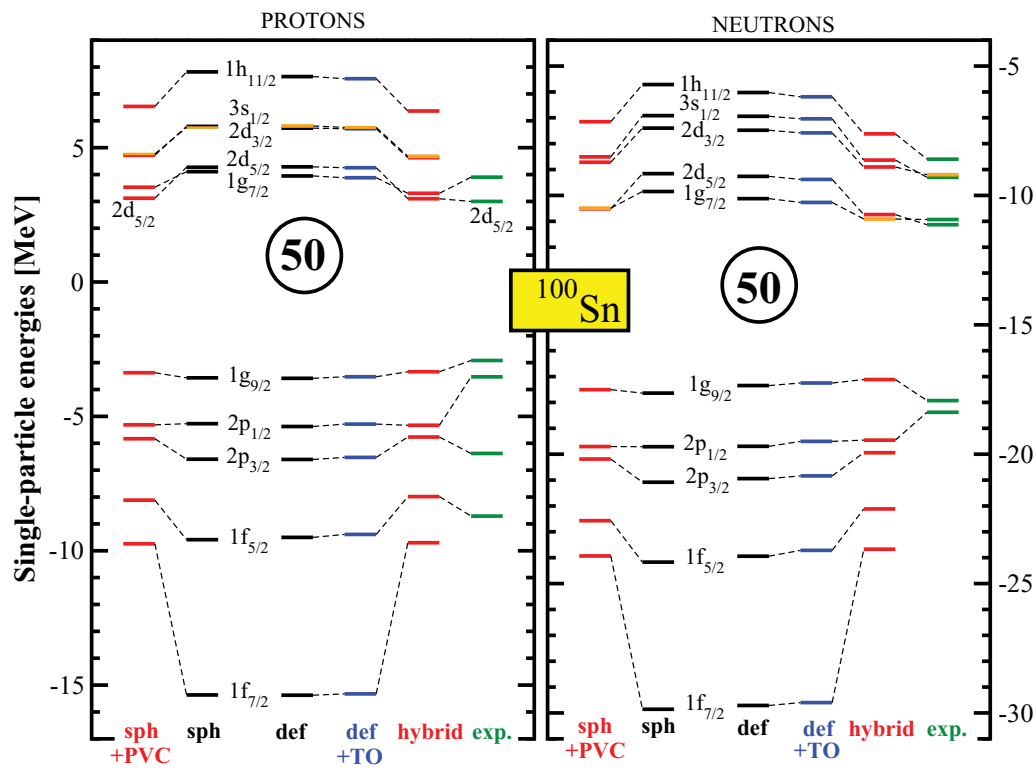 PROTONS
NEUTRONS
Single-particle energies [MeV]
5
0
-5
-10
-15
1h11/2
3s1/2
2d3/2
2d5/2
1g7/2
2d5/2
2d5/2
50
1g9/2
2p1/2
2p3/2
1f5/2
1f7/2
sph
+PVC
sph
def
def
+TO
hybrid
exp.
100Sn
1h11/2
3s1/2
2d3/2
2d5/2
1g7/2
50
1g9/2
2p1/2
2p3/2
1f5/2
1f7/2
sph
+PVC
sph
def
def
+TO
hybrid
exp.
-5
-10
-15
-20
-25
-30